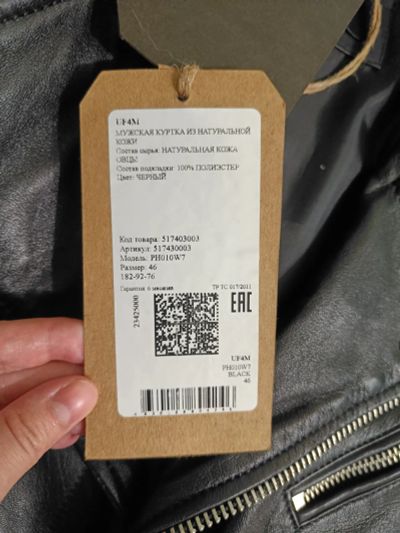 UF4M
МУЖСКАЯ КУРТКА ИЗ НАТУРАЛЬНОЙ
КОЖИ
Состав сырья: НАТУРАЛЬНАЯ КОЖА
ОВЦЫ
Состав подкладки: 100% ПОЛИЭСТЕР
Цвет: ЧЕРНЫЙ
Код товара: 517403003
Артикул: 517430003
Модель: PH010W7
Размер: 46
182-92-76
Гарантия: 6 месяцев
ТР ТС 017/2011
23425000
EAC
UF4M
PH010W7
BLACK
46